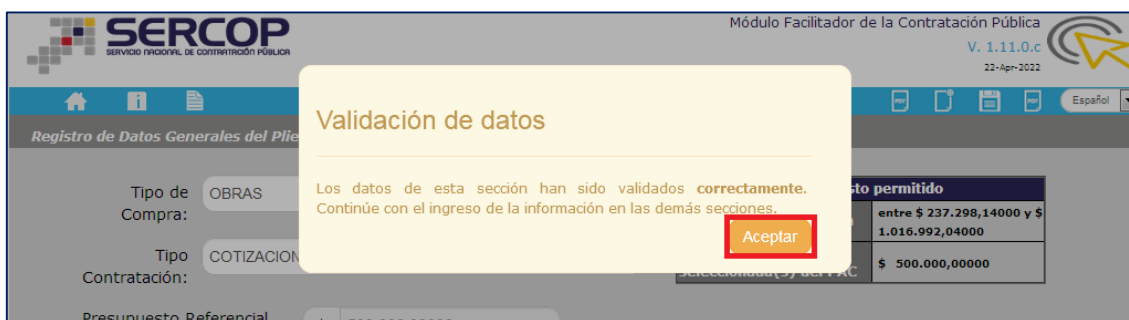 SERCOP
SERVICIO NACIONAL DE CONTRATACIÓN PÚBLICA
Módulo Facilitador de la Contratación Pública
V. 1.11.0.c
22-Apr-2022
Español
Registro de Datos Generales del Plie
Validación de datos
Los datos de esta sección han sido validados correctamente.
Continúe con el ingreso de la información en las demás secciones.
Aceptar
Tipo de
Compra:
OBRAS
Tipo
Contratación:
COTIZACION
sto permitido
entre $ 237.298,14000 y $
1.016.992,04000
Seleccionada(s) del PAC
$ 500.000,00000
Presupuesto Referencial